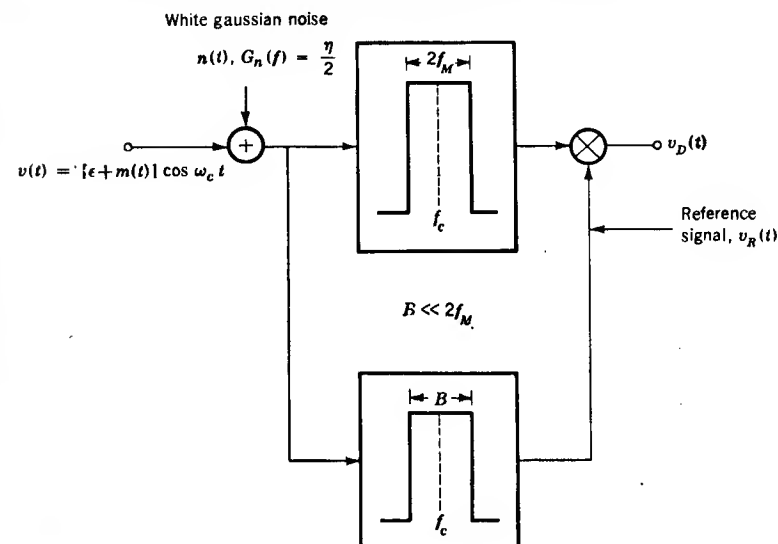 White gaussian noise
n(t), G_n(f) = η/2
2f_M
v_D(t)
v(t) = [ϵ+m(t)] cos ω_c t
f_c
Reference
signal, v_R(t)
B ≪ 2f_M
B
f_c